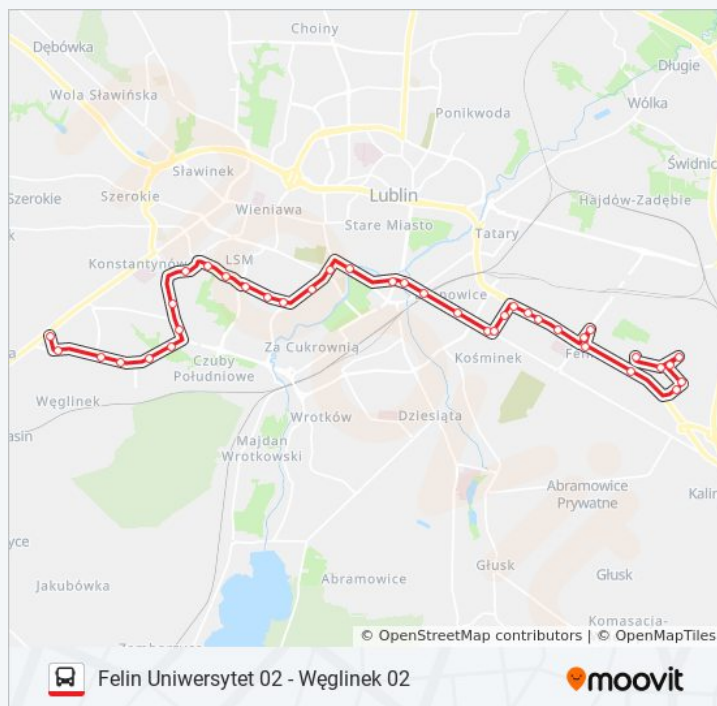 Choiny
Dębówka
Długie
Wola Sławińska
Ponikwoda
Wólka
Sławinek
Świdnic
Szerokie
Szerokie
Lublin
Hajdów-Zadębie
Wieniawa
Stare Miasto
Tatary
Konstantynów
LSM
Za Cukrownią
Kośminek
Czuby
Południowe
Węglinek
Wrotków
Dziesiąta
Majdan
Wrotkowski
Abramowice
Prywatne
Kalin
Jakubówka
Abramowice
Głusk
Głusk
Komasacja-
© OpenStreetMap contributors | © OpenMapTiles
Felin Uniwersytet 02 - Węglinek 02
moovit